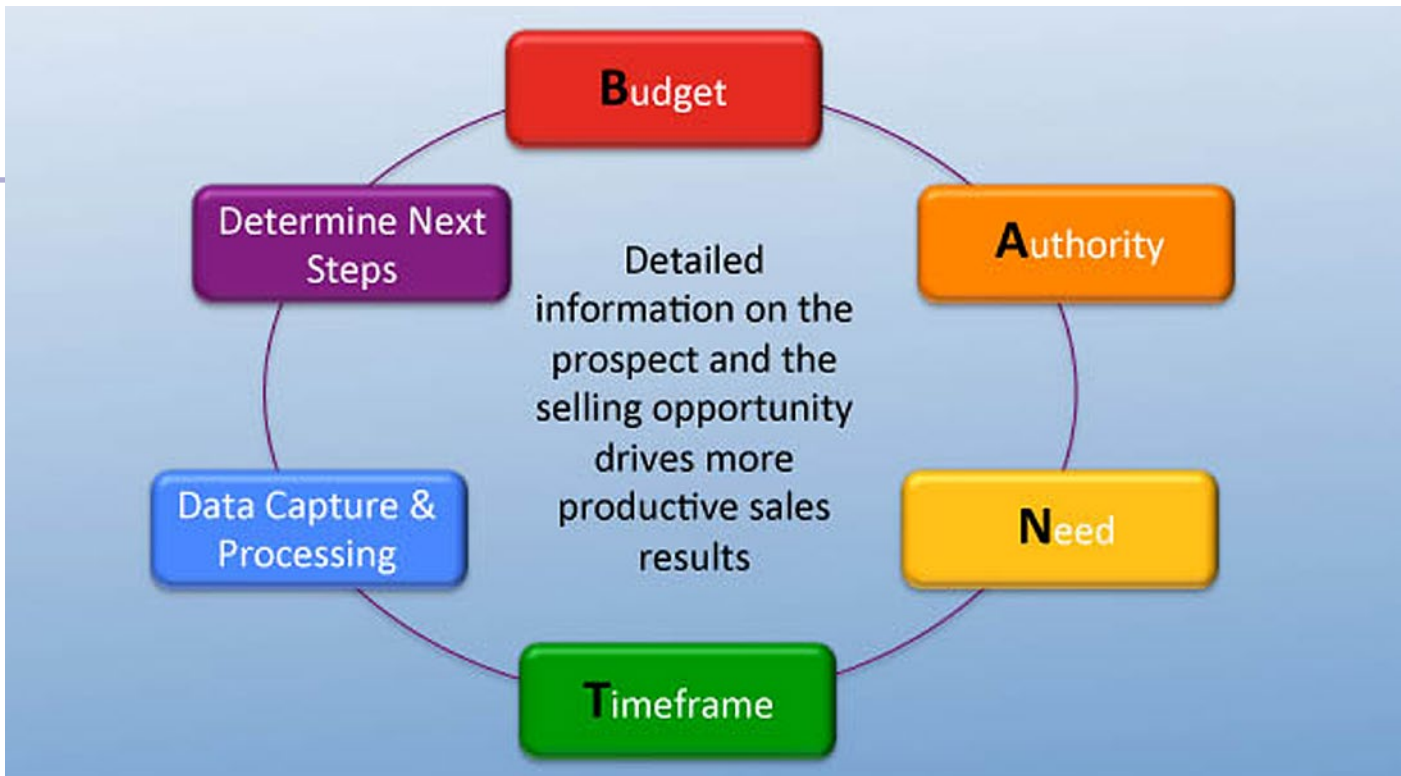 Budget
Authority
Need
Timeframe
Data Capture &
Processing
Determine Next
Steps
Detailed
information on the
prospect and the
selling opportunity
drives more
productive sales
results